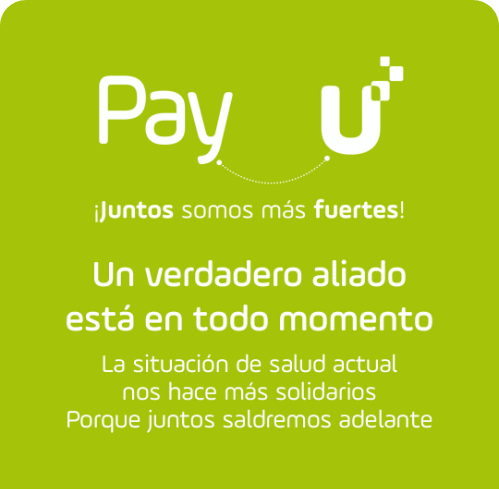 Pay U
¡Juntos somos más fuertes!
Un verdadero aliado
está en todo momento
La situación de salud actual
nos hace más solidarios
Porque juntos saldremos adelante